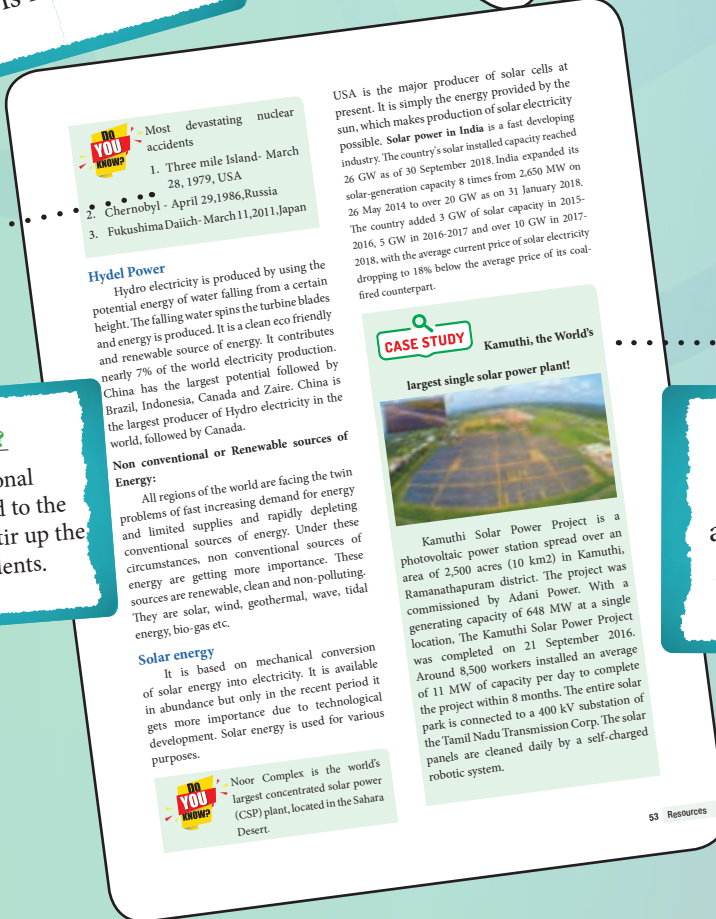 DO
YOU
KNOW?
Most devastating nuclear
accidents
1. Three mile Island- March
28, 1979, USA
2. Chernobyl - April 29,1986,Russia
3. Fukushima Daiich- March 11,2011,Japan
Hydel Power
Hydro electricity is produced by using the
potential energy of water falling from a certain
height. The falling water spins the turbine blades
and energy is produced. It is a clean eco friendly
and renewable source of energy. It contributes
nearly 7% of the world electricity production.
China has the largest potential followed by
Brazil, Indonesia, Canada and Zaire. China is
the largest producer of Hydro electricity in the
world, followed by Canada.
Non conventional or Renewable sources of
Energy:
All regions of the world are facing the twin
problems of fast increasing demand for energy
and limited supplies and rapidly depleting
conventional sources of energy. Under these
circumstances, non conventional sources of
energy are getting more importance. These
sources are renewable, clean and non-polluting.
They are solar, wind, geothermal, wave, tidal
energy, bio-gas etc.
Solar energy
It is based on mechanical conversion
of solar energy into electricity. It is available
in abundance but only in the recent period it
gets more importance due to technological
development. Solar energy is used for various
purposes.
DO
YOU
KNOW?
Noor Complex is the world's
largest concentrated solar power
(CSP) plant, located in the Sahara
Desert.
USA is the major producer of solar cells at
present. It is simply the energy provided by the
sun, which makes production of solar electricity
possible. Solar power in India is a fast developing
industry. The country's solar installed capacity reached
26 GW as of 30 September 2018. India expanded its
solar-generation capacity 8 times from 2,650 MW on
26 May 2014 to over 20 GW as on 31 January 2018.
The country added 3 GW of solar capacity in 2015-
2016, 5 GW in 2016-2017 and over 10 GW in 2017-
2018, with the average current price of solar electricity
dropping to 18% below the average price of its coal-
fired counterpart.
CASE STUDY
Kamuthi, the World's
largest single solar power plant!
Kamuthi Solar Power Project is a
photovoltaic power station spread over an
area of 2,500 acres (10 km2) in Kamuthi,
Ramanathapuram district. The project was
commissioned by Adani Power. With a
generating capacity of 648 MW at a single
location, The Kamuthi Solar Power Project
was completed on 21 September 2016.
Around 8,500 workers installed an average
of 11 MW of capacity per day to complete
the project within 8 months. The entire solar
park is connected to a 400 kV substation of
the Tamil Nadu Transmission Corp. The solar
panels are cleaned daily by a self-charged
robotic system.
53 Resources
?
onal
d to the
tir up the
dents.